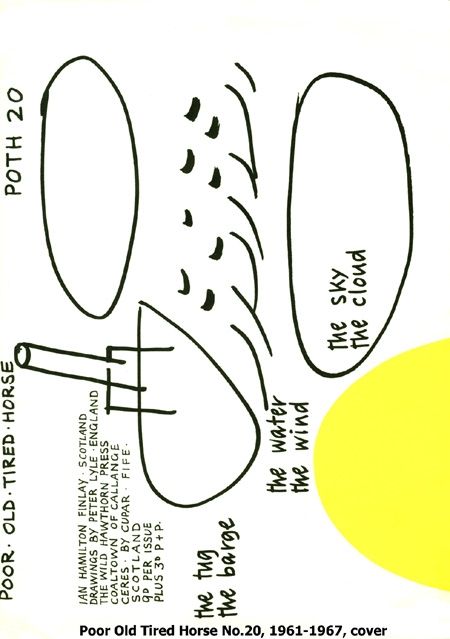 POOR. OLD. TIRED. HORSE
POTH 20
IAN HAMILTON FINLAY. SCOTLAND
DRAWINGS BY PETER LYLE. ENGLAND
THE WILD HAWTHORN PRESS
COALTOWN OF CALLANGE
CERES. BY CUPAR. FIFE.
SCOTLAND
9D PER ISSUE
PLUS 3D P+P.
the tug
the barge
the water
the wind
the sky
the cloud
Poor Old Tired Horse No.20, 1961-1967, cover